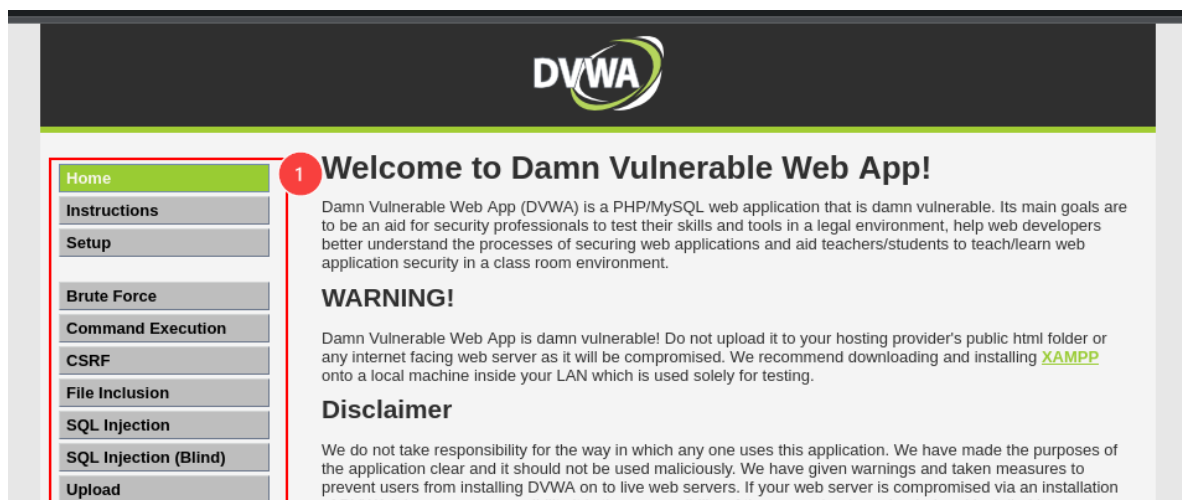 DVWA
Home
Instructions
Setup
Brute Force
Command Execution
CSRF
File Inclusion
SQL Injection
SQL Injection (Blind)
Upload
1
Welcome to Damn Vulnerable Web App!
Damn Vulnerable Web App (DVWA) is a PHP/MySQL web application that is damn vulnerable. Its main goals are
to be an aid for security professionals to test their skills and tools in a legal environment, help web developers
better understand the processes of securing web applications and aid teachers/students to teach/learn web
application security in a class room environment.
WARNING!
Damn Vulnerable Web App is damn vulnerable! Do not upload it to your hosting provider's public html folder or
any internet facing web server as it will be compromised. We recommend downloading and installing XAMPP
onto a local machine inside your LAN which is used solely for testing.
Disclaimer
We do not take responsibility for the way in which any one uses this application. We have made the purposes of
the application clear and it should not be used maliciously. We have given warnings and taken measures to
prevent users from installing DVWA on to live web servers. If your web server is compromised via an installation